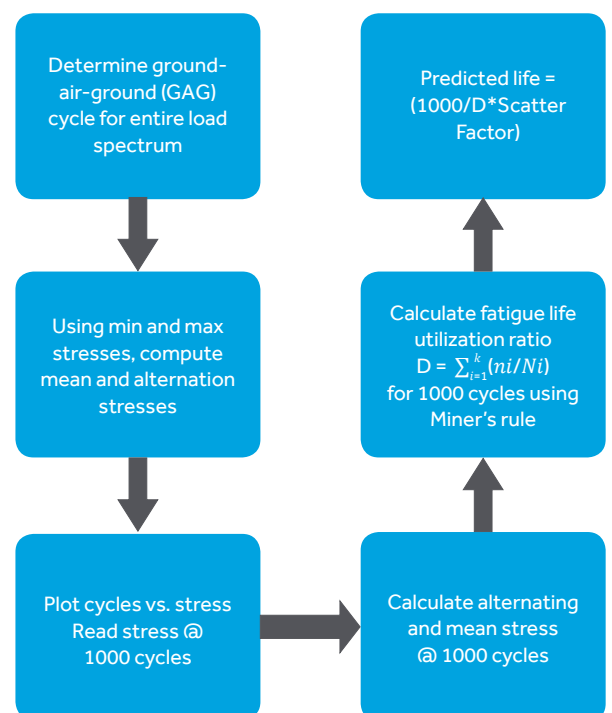 Determine ground-
air-ground (GAG)
cycle for entire load
spectrum
Using min and max
stresses, compute
mean and alternation
stresses
Plot cycles vs. stress
Read stress @
1000 cycles
Calculate alternating
and mean stress
@ 1000 cycles
Calculate fatigue life
utilization ratio
D = ∑ᵏᵢ₌₁(ni/Ni)
for 1000 cycles using
Miner's rule
Predicted life =
(1000/D*Scatter
Factor)